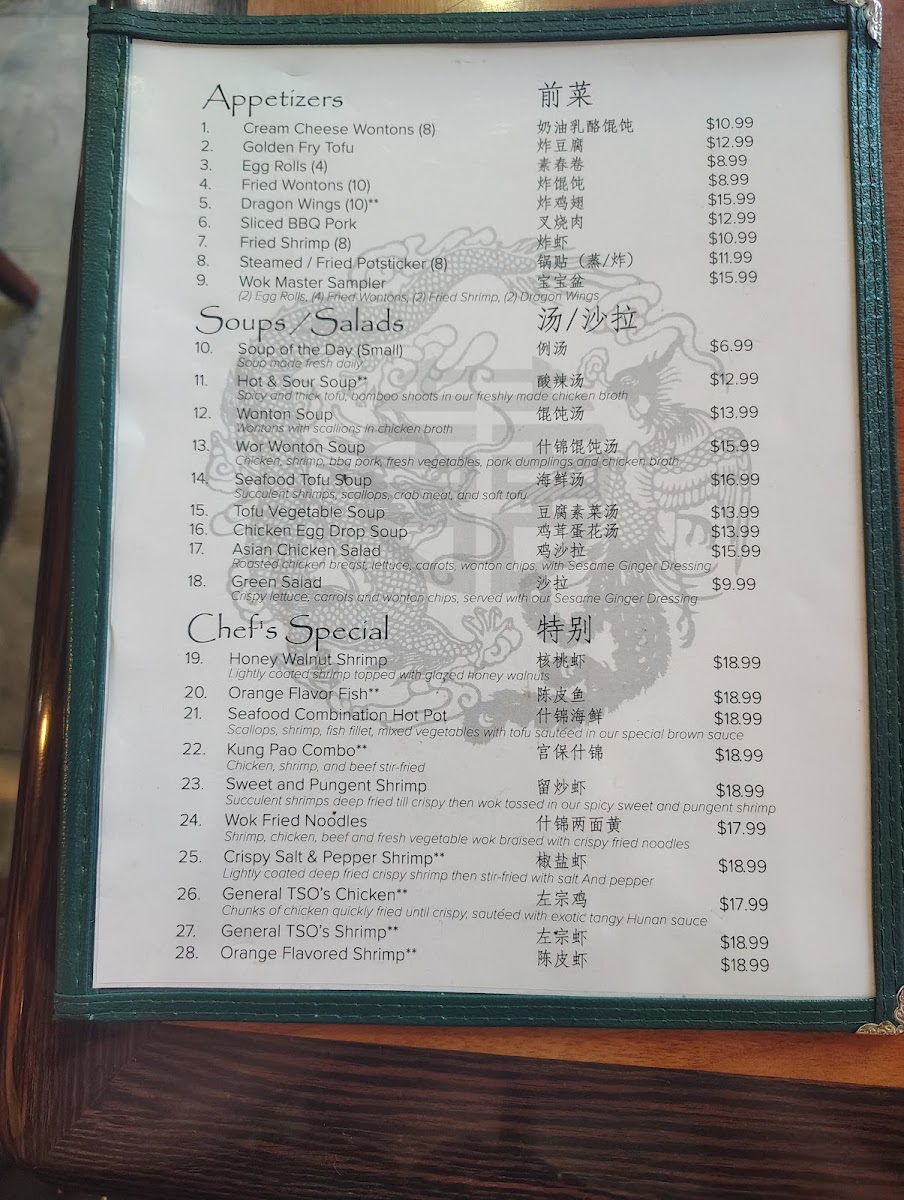 Appetizers 前菜
1. Cream Cheese Wontons (8) 奶油乳酪馄饨 $10.99
2. Golden Fry Tofu 炸豆腐 $12.99
3. Egg Rolls (4) 素春卷 $8.99
4. Fried Wontons (10) 炸馄饨 $8.99
5. Dragon Wings (10)** 炸鸡翅 $15.99
6. Sliced BBQ Pork 叉烧肉 $12.99
7. Fried Shrimp (8) 炸虾 $10.99
8. Steamed / Fried Potsticker (8) 锅贴（蒸/炸） $11.99
9. Wok Master Sampler 宝宝盆 $15.99
(2) Egg Rolls, (4) Fried Wontons, (2) Fried Shrimp, (2) Dragon Wings
Soups/Salads 汤/沙拉
10. Soup of the Day (Small) 例汤 $6.99
Soup made fresh daily
11. Hot & Sour Soup** 酸辣汤 $12.99
Spicy and thick tofu, bamboo shoots in our freshly made chicken broth
12. Wonton Soup 馄饨汤 $13.99
Wontons with scallions in chicken broth
13. Wor Wonton Soup 什锦馄饨汤 $15.99
Chicken, shrimp, bbq pork, fresh vegetables, pork dumplings and chicken broth
14. Seafood Tofu Soup 海鲜汤 $16.99
Succulent shrimps, scallops, crab meat, and soft tofu
15. Tofu Vegetable Soup 豆腐素菜汤 $13.99
16. Chicken Egg Drop Soup 鸡茸蛋花汤 $13.99
17. Asian Chicken Salad 鸡沙拉 $15.99
Roasted chicken breast, lettuce, carrots, wonton chips, with Sesame Ginger Dressing
18. Green Salad 沙拉 $9.99
Crispy lettuce, carrots and wonton chips, served with our Sesame Ginger Dressing
Chef's Special 特别
19. Honey Walnut Shrimp 核桃虾 $18.99
Lightly coated shrimp topped with glazed honey walnuts
20. Orange Flavor Fish** 陈皮鱼 $18.99
21. Seafood Combination Hot Pot 什锦海鲜 $18.99
Scallops, shrimp, fish fillet, mixed vegetables with tofu sautéed in our special brown sauce
22. Kung Pao Combo** 宫保什锦 $18.99
Chicken, shrimp, and beef stir-fried
23. Sweet and Pungent Shrimp 留炒虾 $18.99
Succulent shrimps deep fried till crispy then wok tossed in our spicy sweet and pungent shrimp
24. Wok Fried Noodles 什锦两面黄 $17.99
Shrimp, chicken, beef and fresh vegetable wok braised with crispy fried noodles
25. Crispy Salt & Pepper Shrimp** 椒盐虾 $18.99
Lightly coated deep fried crispy shrimp then stir-fried with salt And pepper
26. General TSO's Chicken** 左宗鸡 $17.99
Chunks of chicken quickly fried until crispy, sautéed with exotic tangy Hunan sauce
27. General TSO's Shrimp** 左宗虾 $18.99
28. Orange Flavored Shrimp** 陈皮虾 $18.99